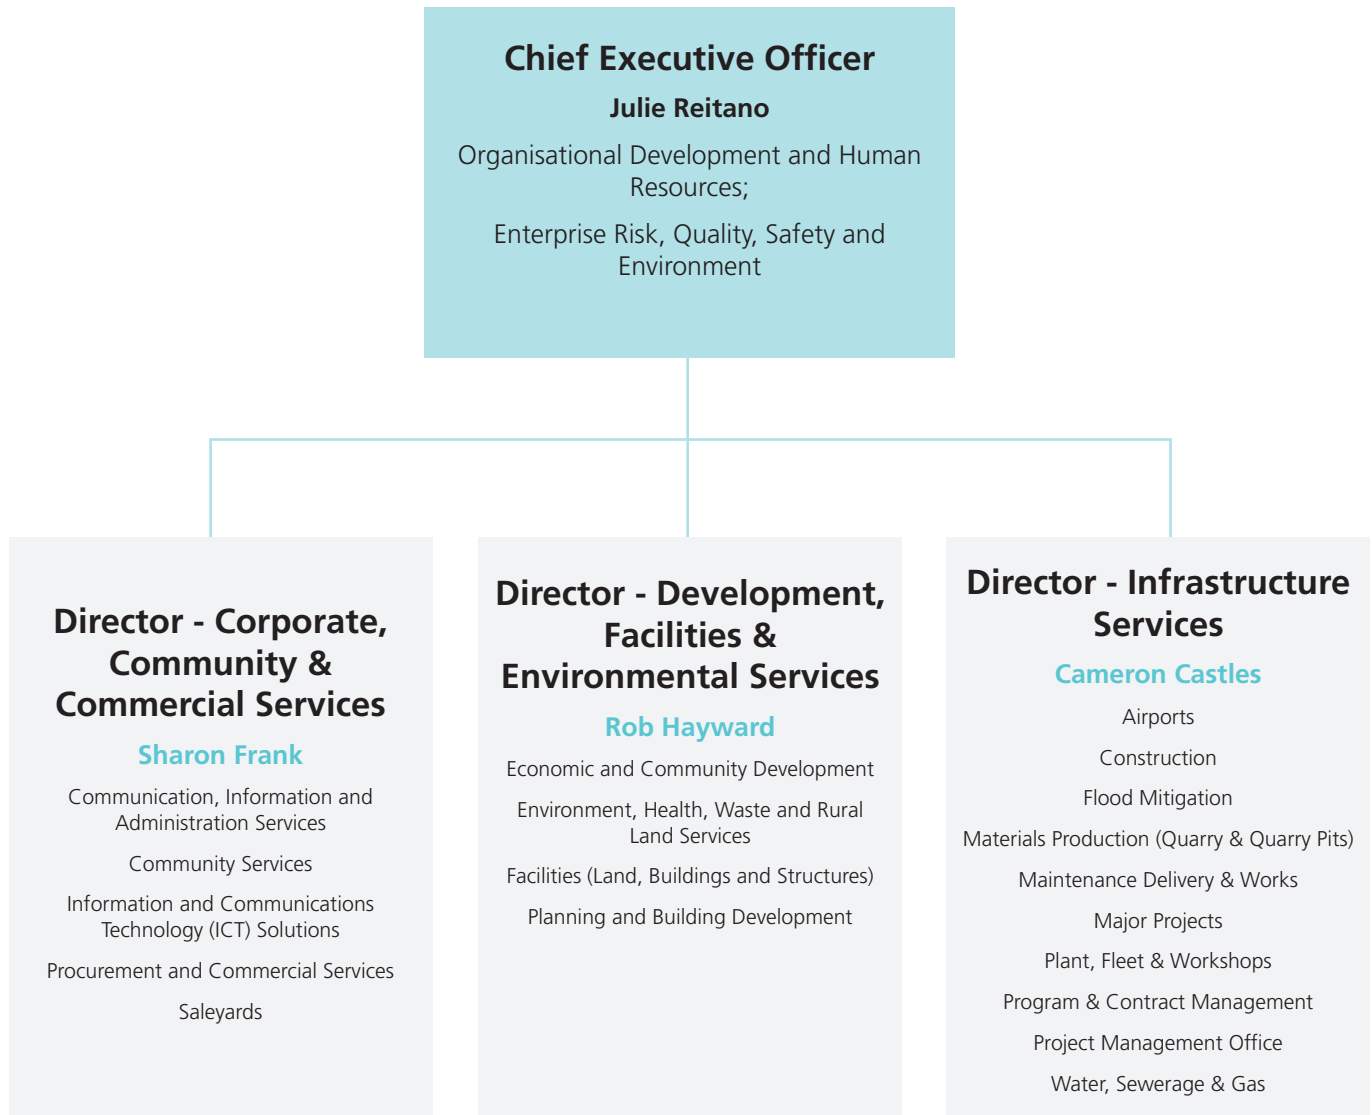 Chief Executive Officer
Julie Reitano
Organisational Development and Human
Resources;
Enterprise Risk, Quality, Safety and
Environment
Director - Corporate,
Community &
Commercial Services
Sharon Frank
Communication, Information and
Administration Services
Community Services
Information and Communications
Technology (ICT) Solutions
Procurement and Commercial Services
Saleyards
Director - Development,
Facilities &
Environmental Services
Rob Hayward
Economic and Community Development
Environment, Health, Waste and Rural
Land Services
Facilities (Land, Buildings and Structures)
Planning and Building Development
Director - Infrastructure
Services
Cameron Castles
Airports
Construction
Flood Mitigation
Materials Production (Quarry & Quarry Pits)
Maintenance Delivery & Works
Major Projects
Plant, Fleet & Workshops
Program & Contract Management
Project Management Office
Water, Sewerage & Gas